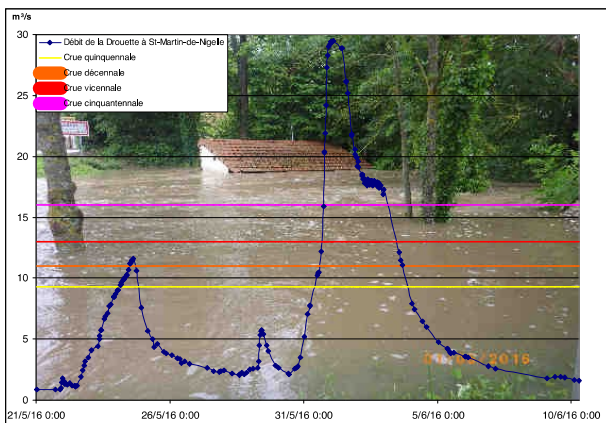 m³/s
30
25
20
15
10
5
0
Débit de la Drouette à St-Martin-de-Nigelle
Crue quinquennale
Crue décennale
Crue vicennale
Crue cinquantennale
21/5/16 0:00
26/5/16 0:00
31/5/16 0:00
5/6/16 0:00
10/6/16 0:00